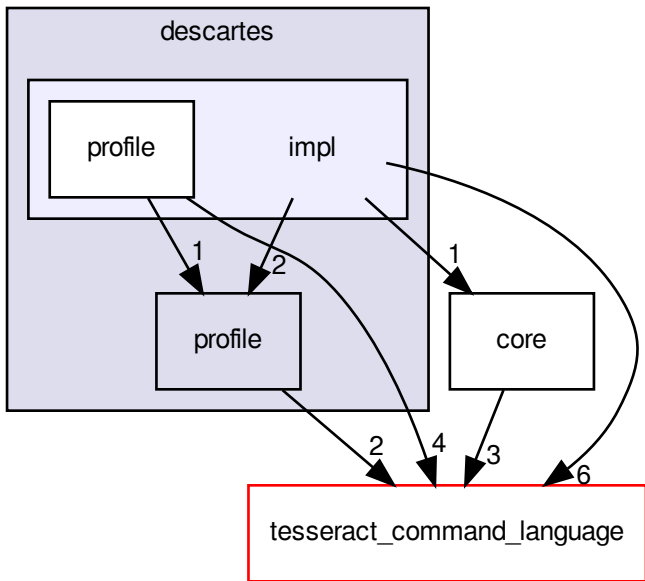 descartes
profile
impl
1
2
1
profile
core
2
4
3
6
tesseract_command_language